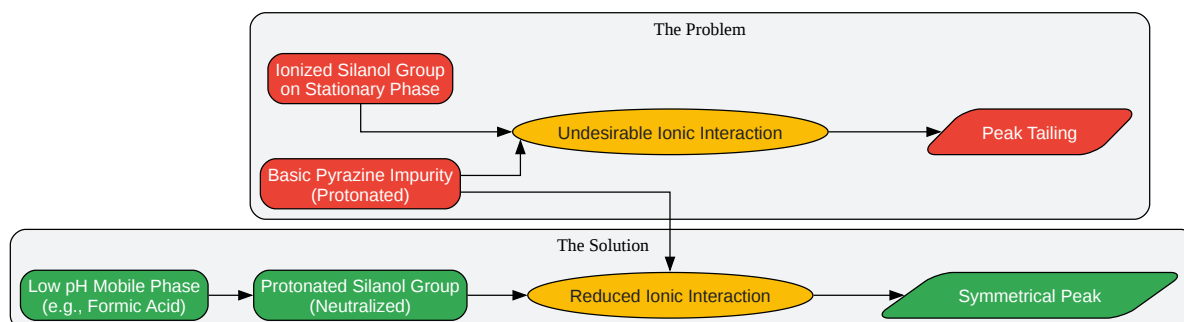 The Problem
Ionized Silanol Group
on Stationary Phase
Undesirable Ionic Interaction
Peak Tailing
Basic Pyrazine Impurity
(Protonated)
The Solution
Low pH Mobile Phase
(e.g., Formic Acid)
Protonated Silanol Group
(Neutralized)
Reduced Ionic Interaction
Symmetrical Peak